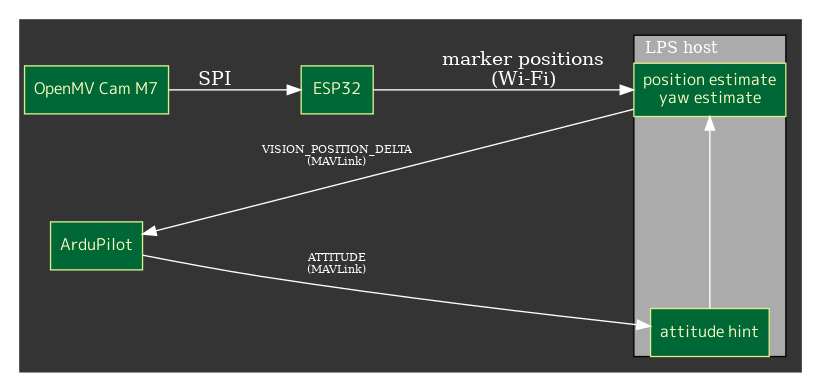 LPS host
OpenMV Cam M7
SPI
ESP32
marker positions
(Wi-Fi)
position estimate
yaw estimate
VISION_POSITION_DELTA
(MAVLink)
ArduPilot
ATTITUDE
(MAVLink)
attitude hint